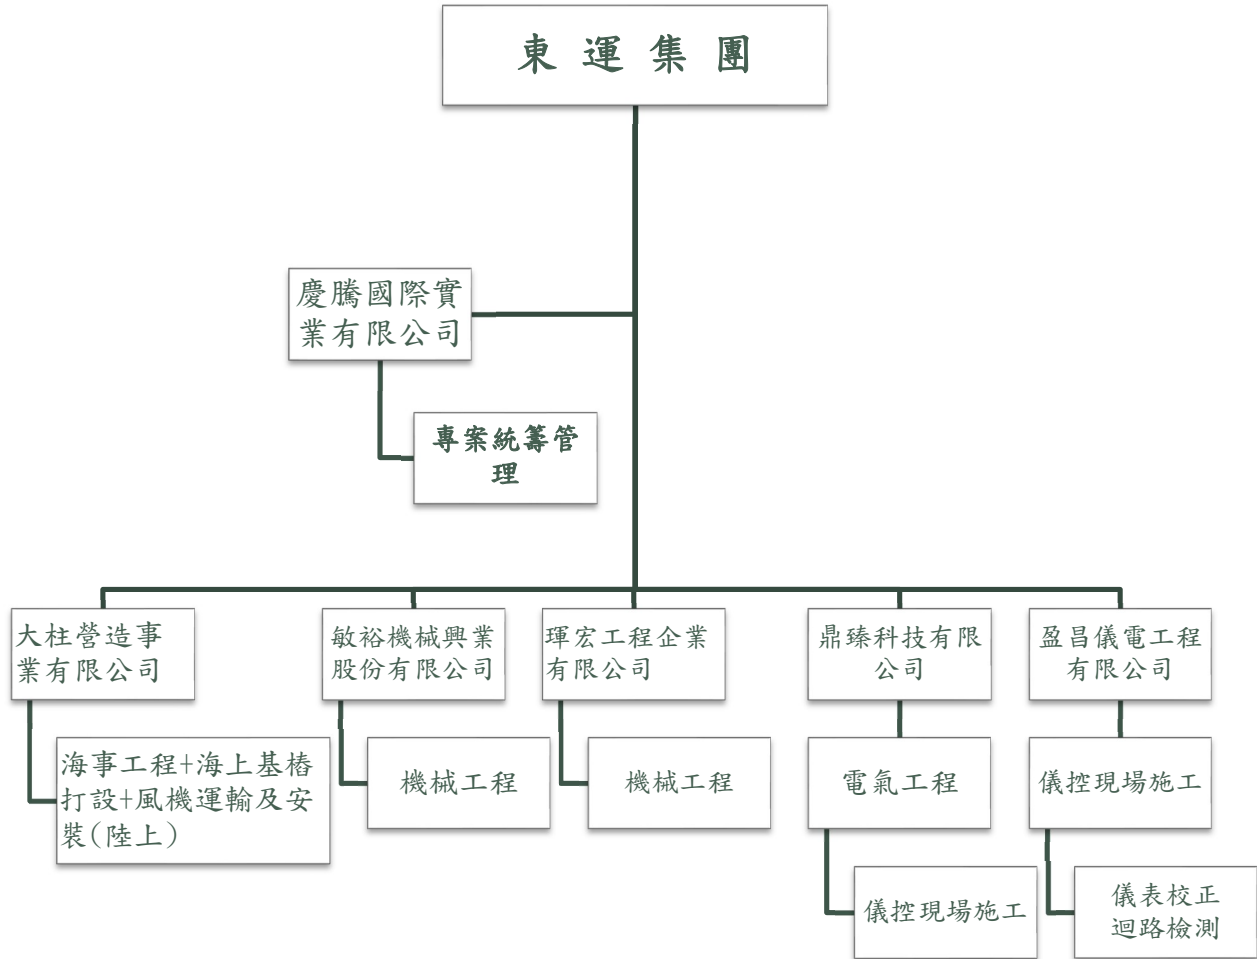 東運集團
慶騰國際實
業有限公司
專案統籌管
理
大柱營造事
業有限公司
敏裕機械興業
股份有限公司
琿宏工程企業
有限公司
鼎臻科技有限
公司
盈昌儀電工程
有限公司
海事工程+海上基樁
打設+風機運輸及安
裝(陸上)
機械工程
機械工程
電氣工程
儀控現場施工
儀控現場施工
儀表校正
迴路檢測